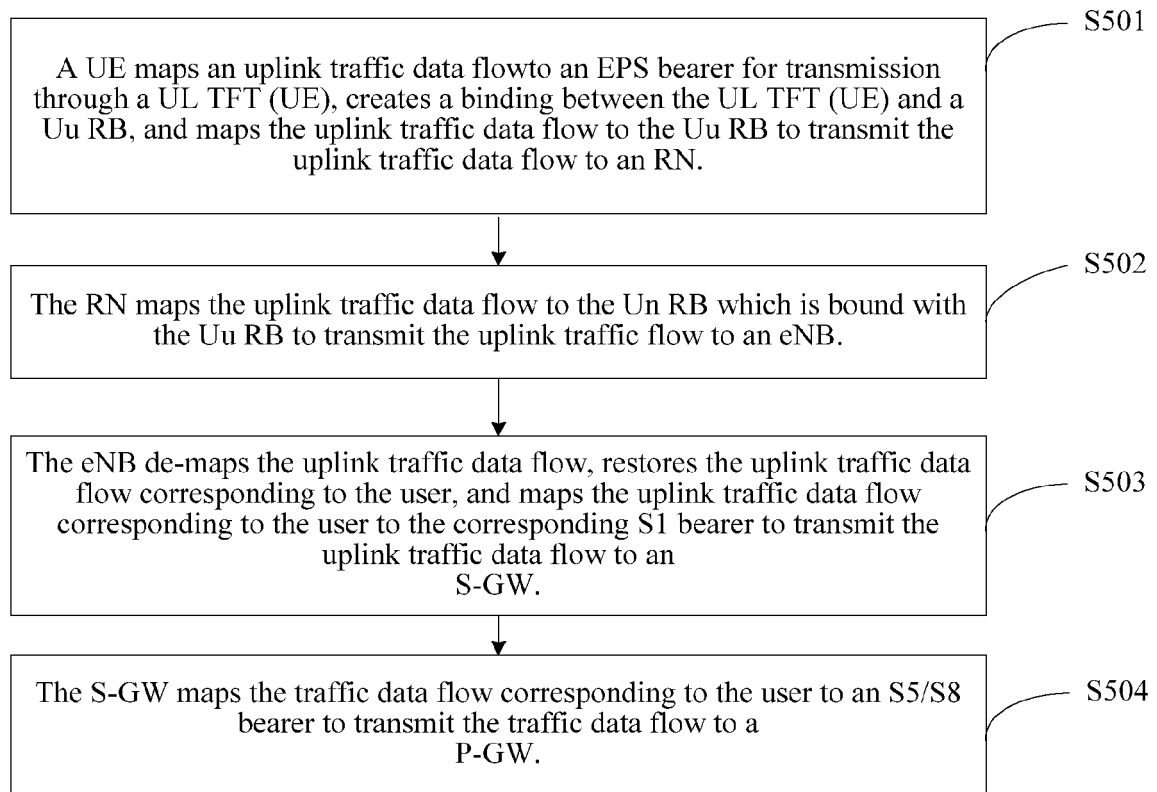 S501
A UE maps an uplink traffic data flowto an EPS bearer for transmission
through a UL TFT (UE), creates a binding between the UL TFT (UE) and a
Uu RB, and maps the uplink traffic data flow to the Uu RB to transmit the
uplink traffic data flow to an RN.
S502
The RN maps the uplink traffic data flow to the Un RB which is bound with
the Uu RB to transmit the uplink traffic flow to an eNB.
S503
The eNB de-maps the uplink traffic data flow, restores the uplink traffic data
flow corresponding to the user, and maps the uplink traffic data flow
corresponding to the user to the corresponding S1 bearer to transmit the
uplink traffic data flow to an
S-GW.
S504
The S-GW maps the traffic data flow corresponding to the user to an S5/S8
bearer to transmit the traffic data flow to a
P-GW.